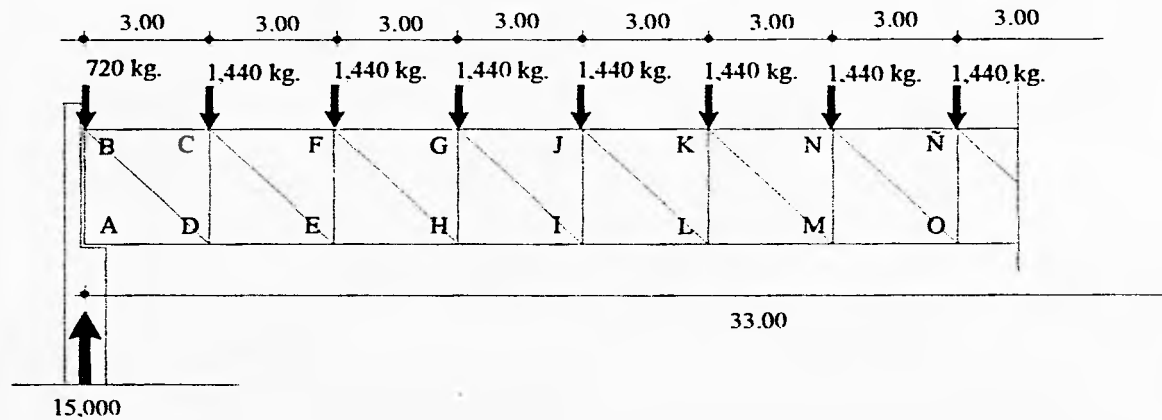 3.00 3.00 3.00 3.00 3.00 3.00 3.00 3.00
720 kg. 1,440 kg. 1,440 kg. 1,440 kg. 1,440 kg. 1,440 kg. 1,440 kg. 1,440 kg.
B C F G J K N Ñ
A D E H I L M O
33.00
15,000